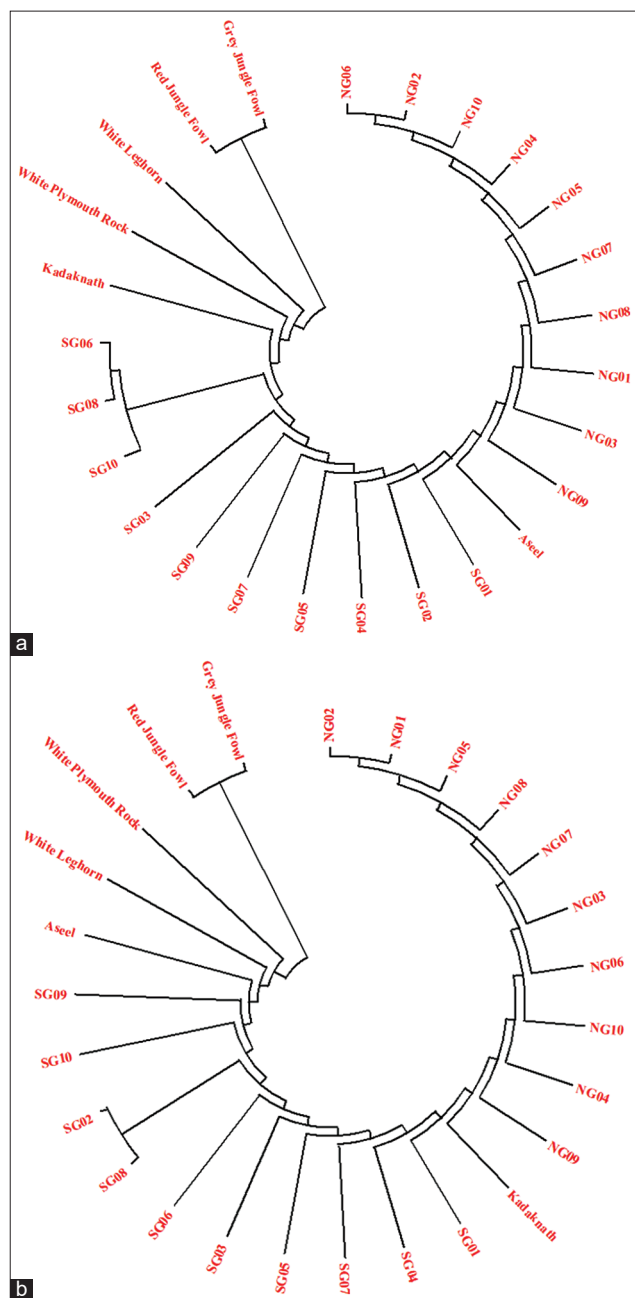 Grey Jungle Fowl
Red Jungle Fowl
White Leghorn
White Plymouth Rock
Kadaknath
SG06
SG08
SG10
SG03
SG09
SG07
SG05
SG04
SG02
SG01
Aseel
NG09
NG03
NG01
NG08
NG07
NG05
NG04
NG10
NG02
NG06
a
Grey Jungle Fowl
Red Jungle Fowl
White Plymouth Rock
White Leghorn
Aseel
SG09
SG10
SG02
SG08
SG06
SG03
SG05
SG07
SG04
SG01
Kadaknath
NG09
NG04
NG10
NG06
NG03
NG07
NG08
NG05
NG01
NG02
b